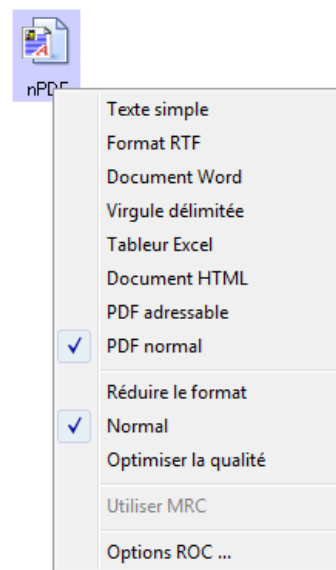 nPDF
Texte simple
Format RTF
Document Word
Virgule délimitée
Tableur Excel
Document HTML
PDF adressable
PDF normal
Réduire le format
Normal
Optimiser la qualité
Utiliser MRC
Options ROC ...